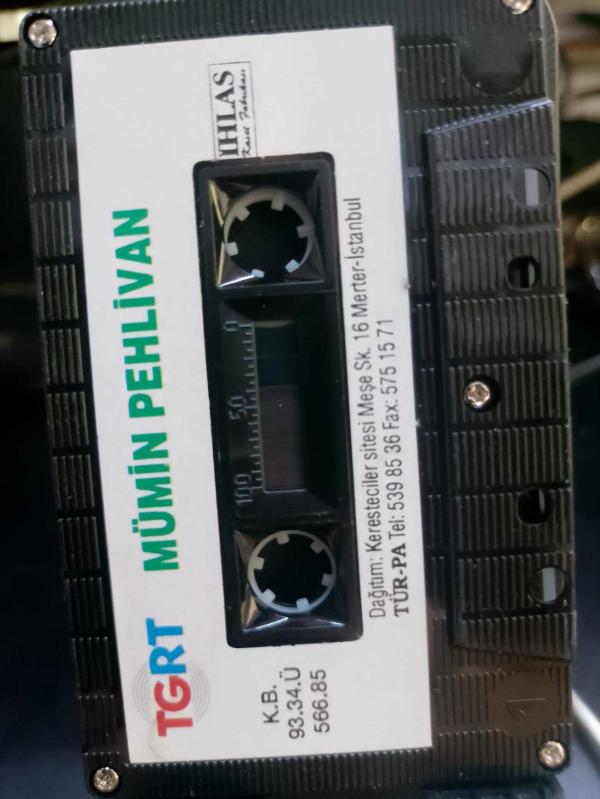 TGRT MÜMİN PEHLİVAN
İHLAS
Kaset Fabrikası
K.B.
93.34.Ü
566.85
100 50 0
Dağıtım: Keresteciler sitesi Meşe Sk. 16 Merter-İstanbul
TÜR-PA Tel: 539 85 36 Fax: 575 15 71
1